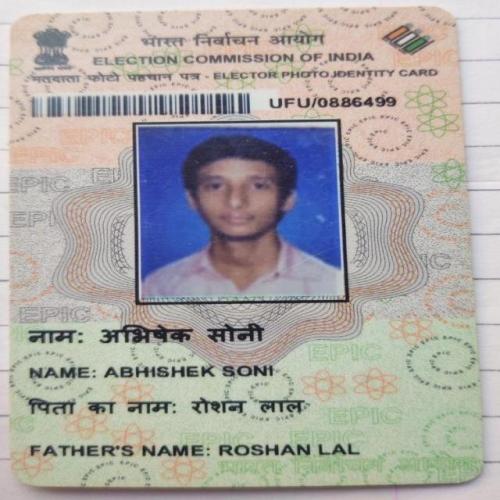 भारत निर्वाचन आयोग
ELECTION COMMISSION OF INDIA
मतदाता फोटो पहचान पत्र - ELECTOR PHOTO IDENTITY CARD
UFU/0886499
नाम: अभिषेक सोनी
NAME: ABHISHEK SONI
पिता का नाम: रोशन लाल
FATHER'S NAME: ROSHAN LAL